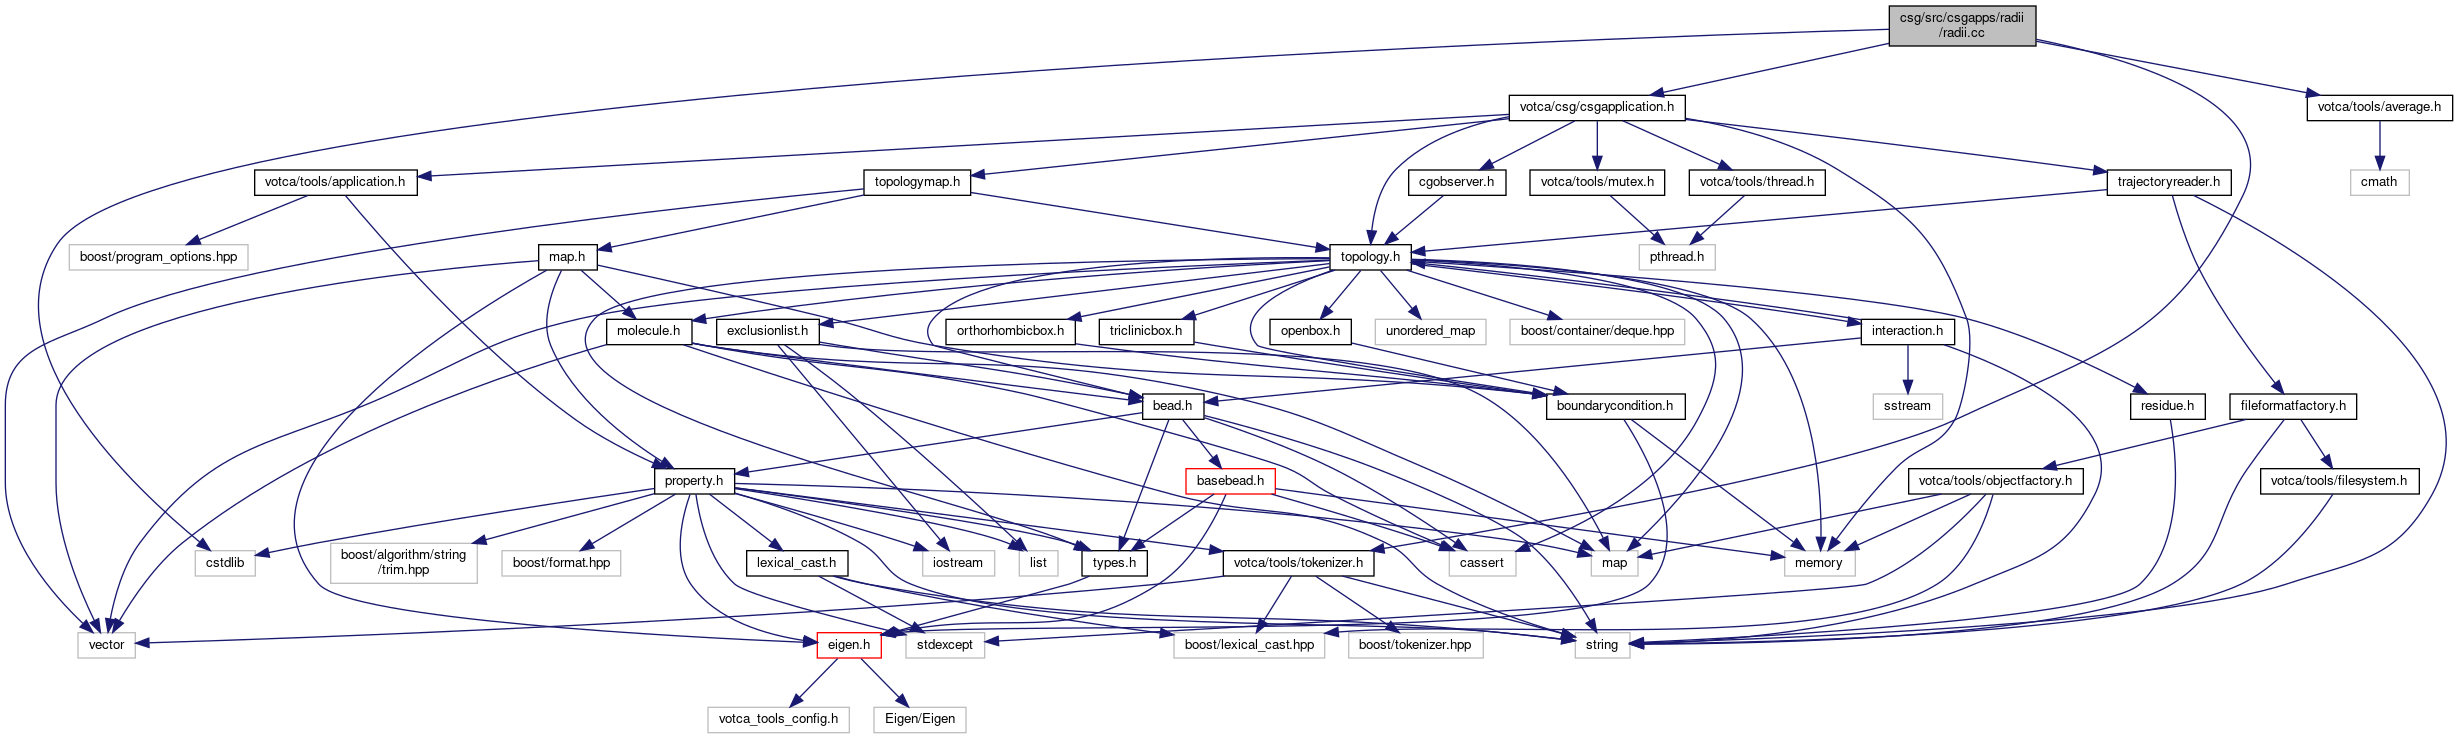 csg/src/csgapps/radii
/radii.cc
votca/csg/csgapplication.h
votca/tools/average.h
votca/tools/application.h
topologymap.h
cgobserver.h
votca/tools/mutex.h
votca/tools/thread.h
trajectoryreader.h
cmath
boost/program_options.hpp
map.h
topology.h
pthread.h
molecule.h
exclusionlist.h
orthorhombicbox.h
triclinicbox.h
openbox.h
unordered_map
boost/container/deque.hpp
interaction.h
bead.h
boundarycondition.h
sstream
residue.h
fileformatfactory.h
property.h
basebead.h
votca/tools/objectfactory.h
votca/tools/filesystem.h
cstdlib
boost/algorithm/string
/trim.hpp
boost/format.hpp
lexical_cast.h
iostream
list
types.h
votca/tools/tokenizer.h
cassert
map
memory
vector
eigen.h
stdexcept
boost/lexical_cast.hpp
boost/tokenizer.hpp
string
votca_tools_config.h
Eigen/Eigen